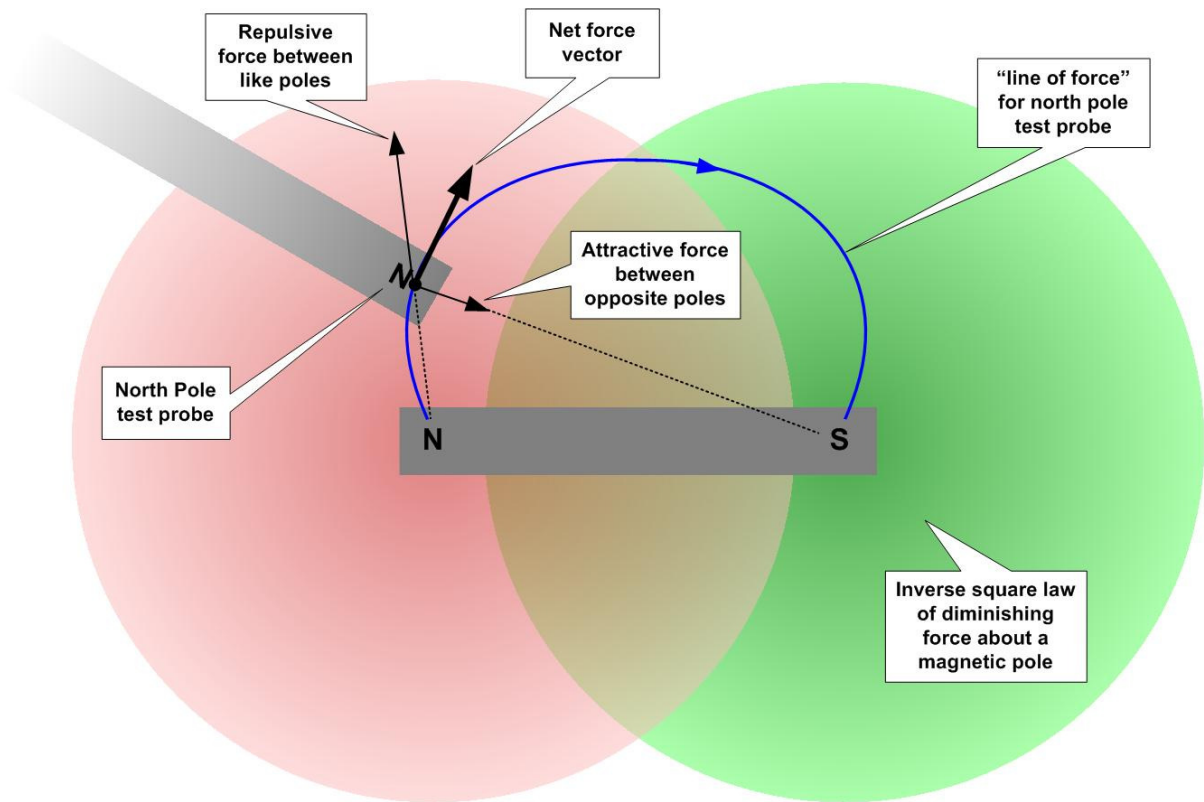 Repulsive
force between
like poles
Net force
vector
“line of force”
for north pole
test probe
N
Attractive force
between
opposite poles
North Pole
test probe
N
S
Inverse square law
of diminishing
force about a
magnetic pole